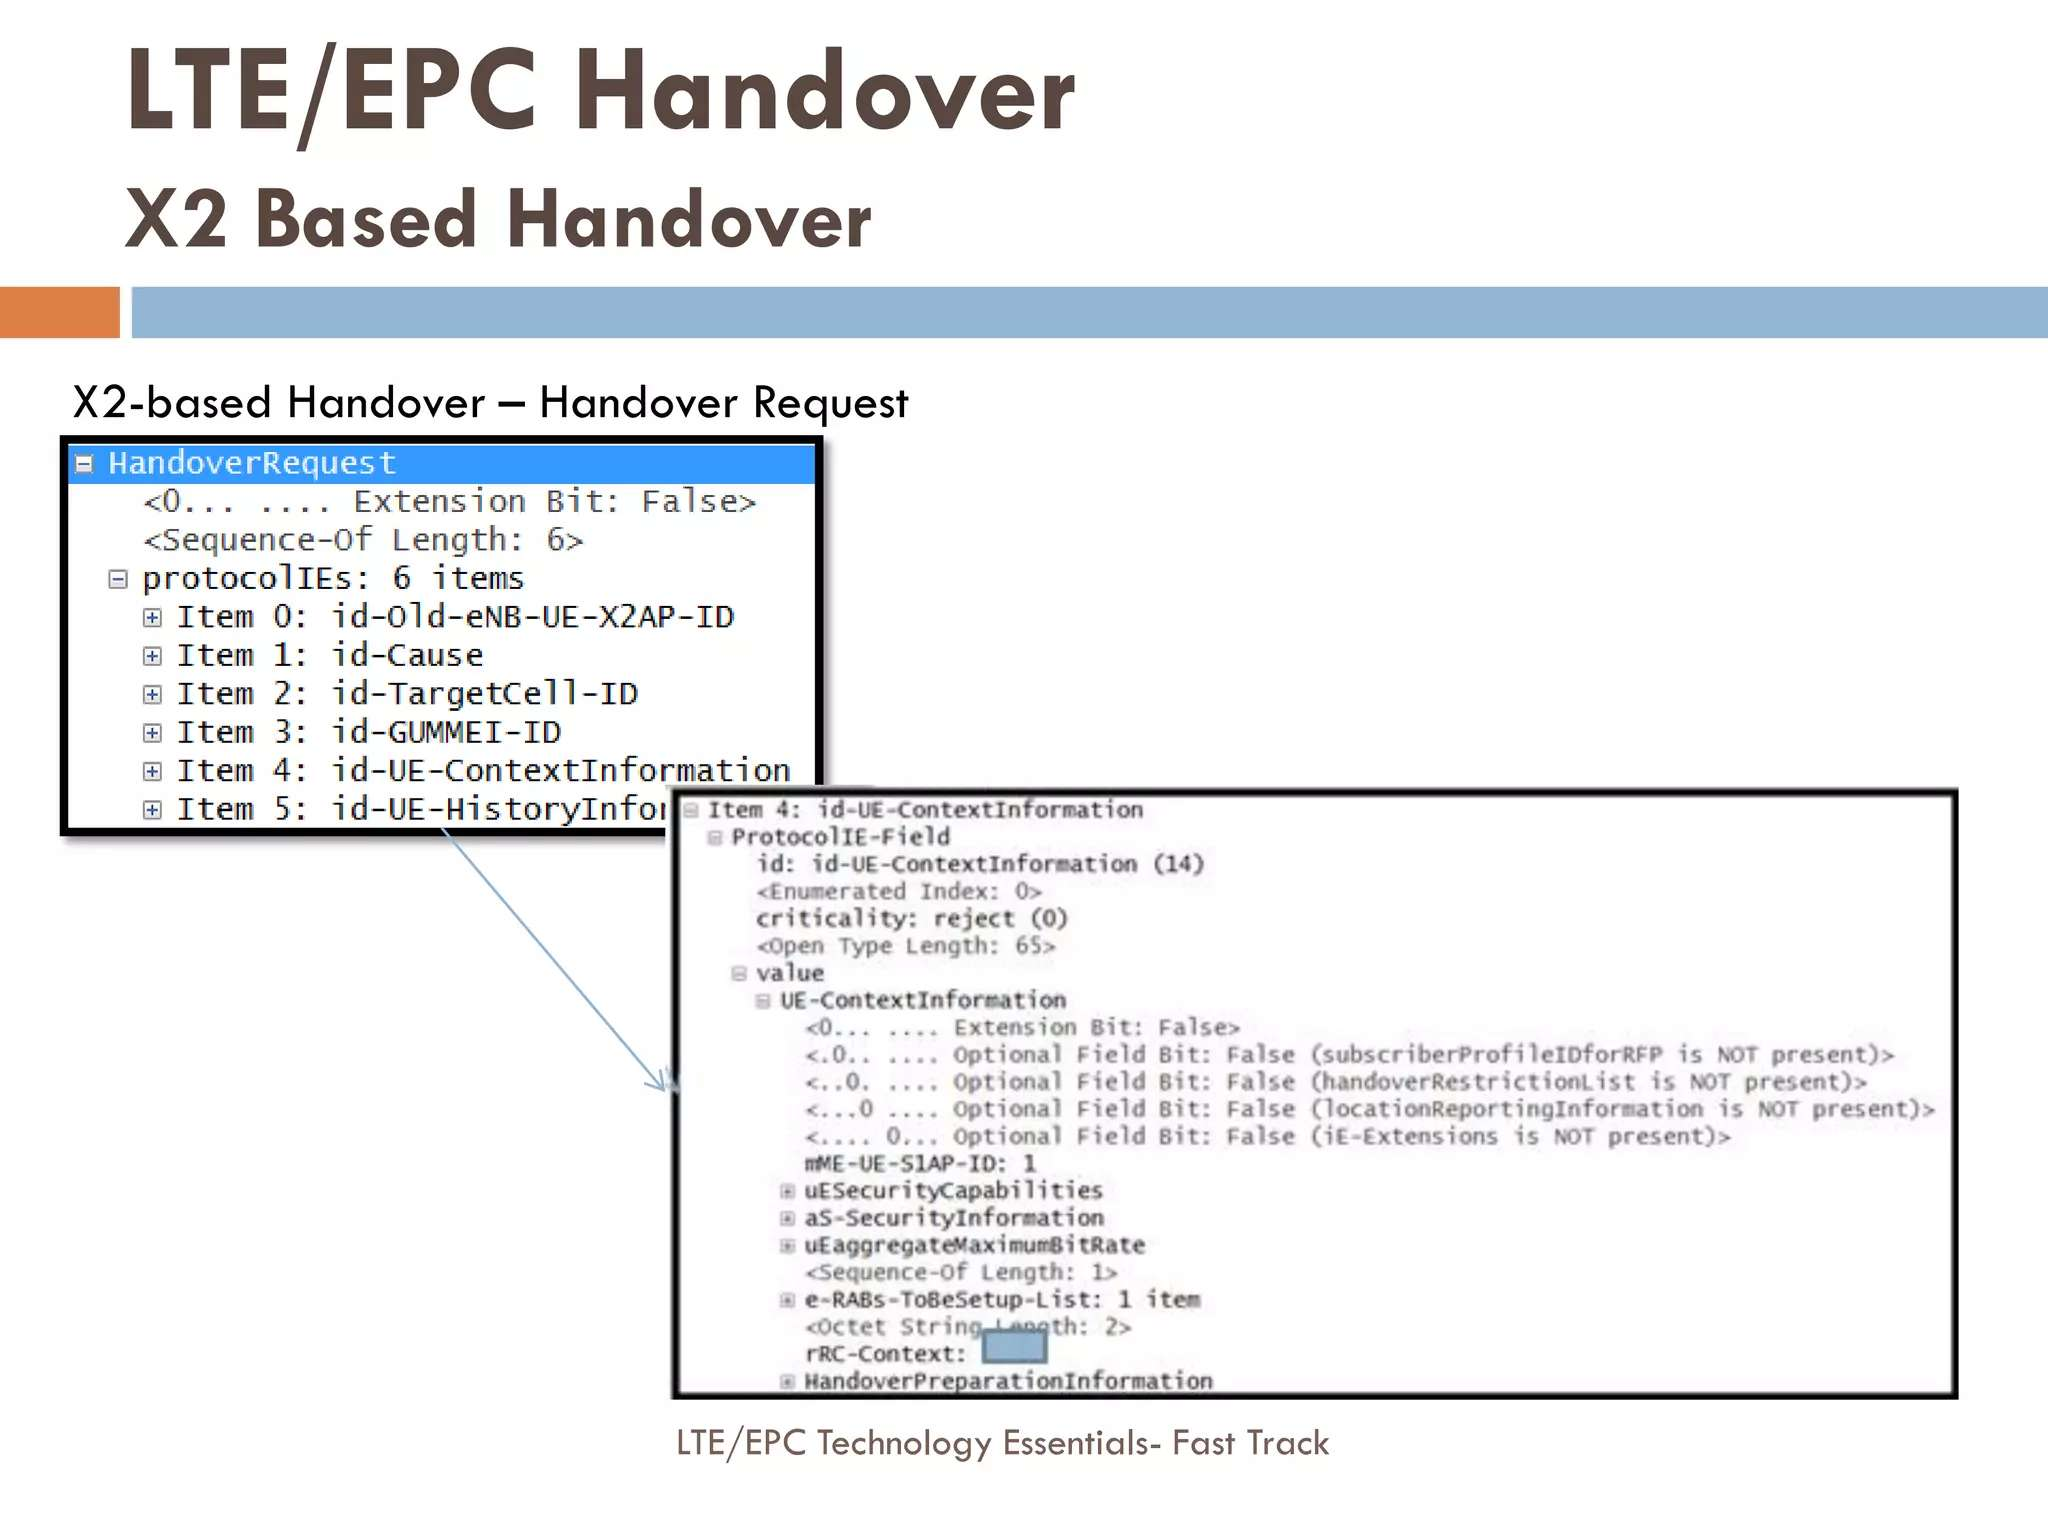 LTE/EPC Handover
X2 Based Handover
X2-based Handover – Handover Request
HandoverRequest
<0... .... Extension Bit: False>
<Sequence-Of Length: 6>
protocolIEs: 6 items
Item 0: id-Old-eNB-UE-X2AP-ID
Item 1: id-Cause
Item 2: id-TargetCell-ID
Item 3: id-GUMMEI-ID
Item 4: id-UE-ContextInformation
Item 5: id-UE-HistoryInfor
Item 4: id-UE-ContextInformation
ProtocolIE-Field
id: id-UE-ContextInformation (14)
<Enumerated Index: 0>
criticality: reject (0)
<Open Type Length: 65>
value
UE-ContextInformation
<0... .... Extension Bit: False>
<.0.. .... Optional Field Bit: False (subscriberProfileIDforRFP is NOT present)>
<..0. .... Optional Field Bit: False (handoverRestrictionList is NOT present)>
<...0 .... Optional Field Bit: False (locationReportingInformation is NOT present)>
<.... 0... Optional Field Bit: False (iE-Extensions is NOT present)>
mME-UE-S1AP-ID: 1
uESecurityCapabilities
aS-SecurityInformation
uEaggregateMaximumBitRate
<Sequence-Of Length: 1>
e-RABs-ToBeSetup-List: 1 item
<Octet String Length: 2>
rRC-Context:
HandoverPreparationInformation
LTE/EPC Technology Essentials- Fast Track